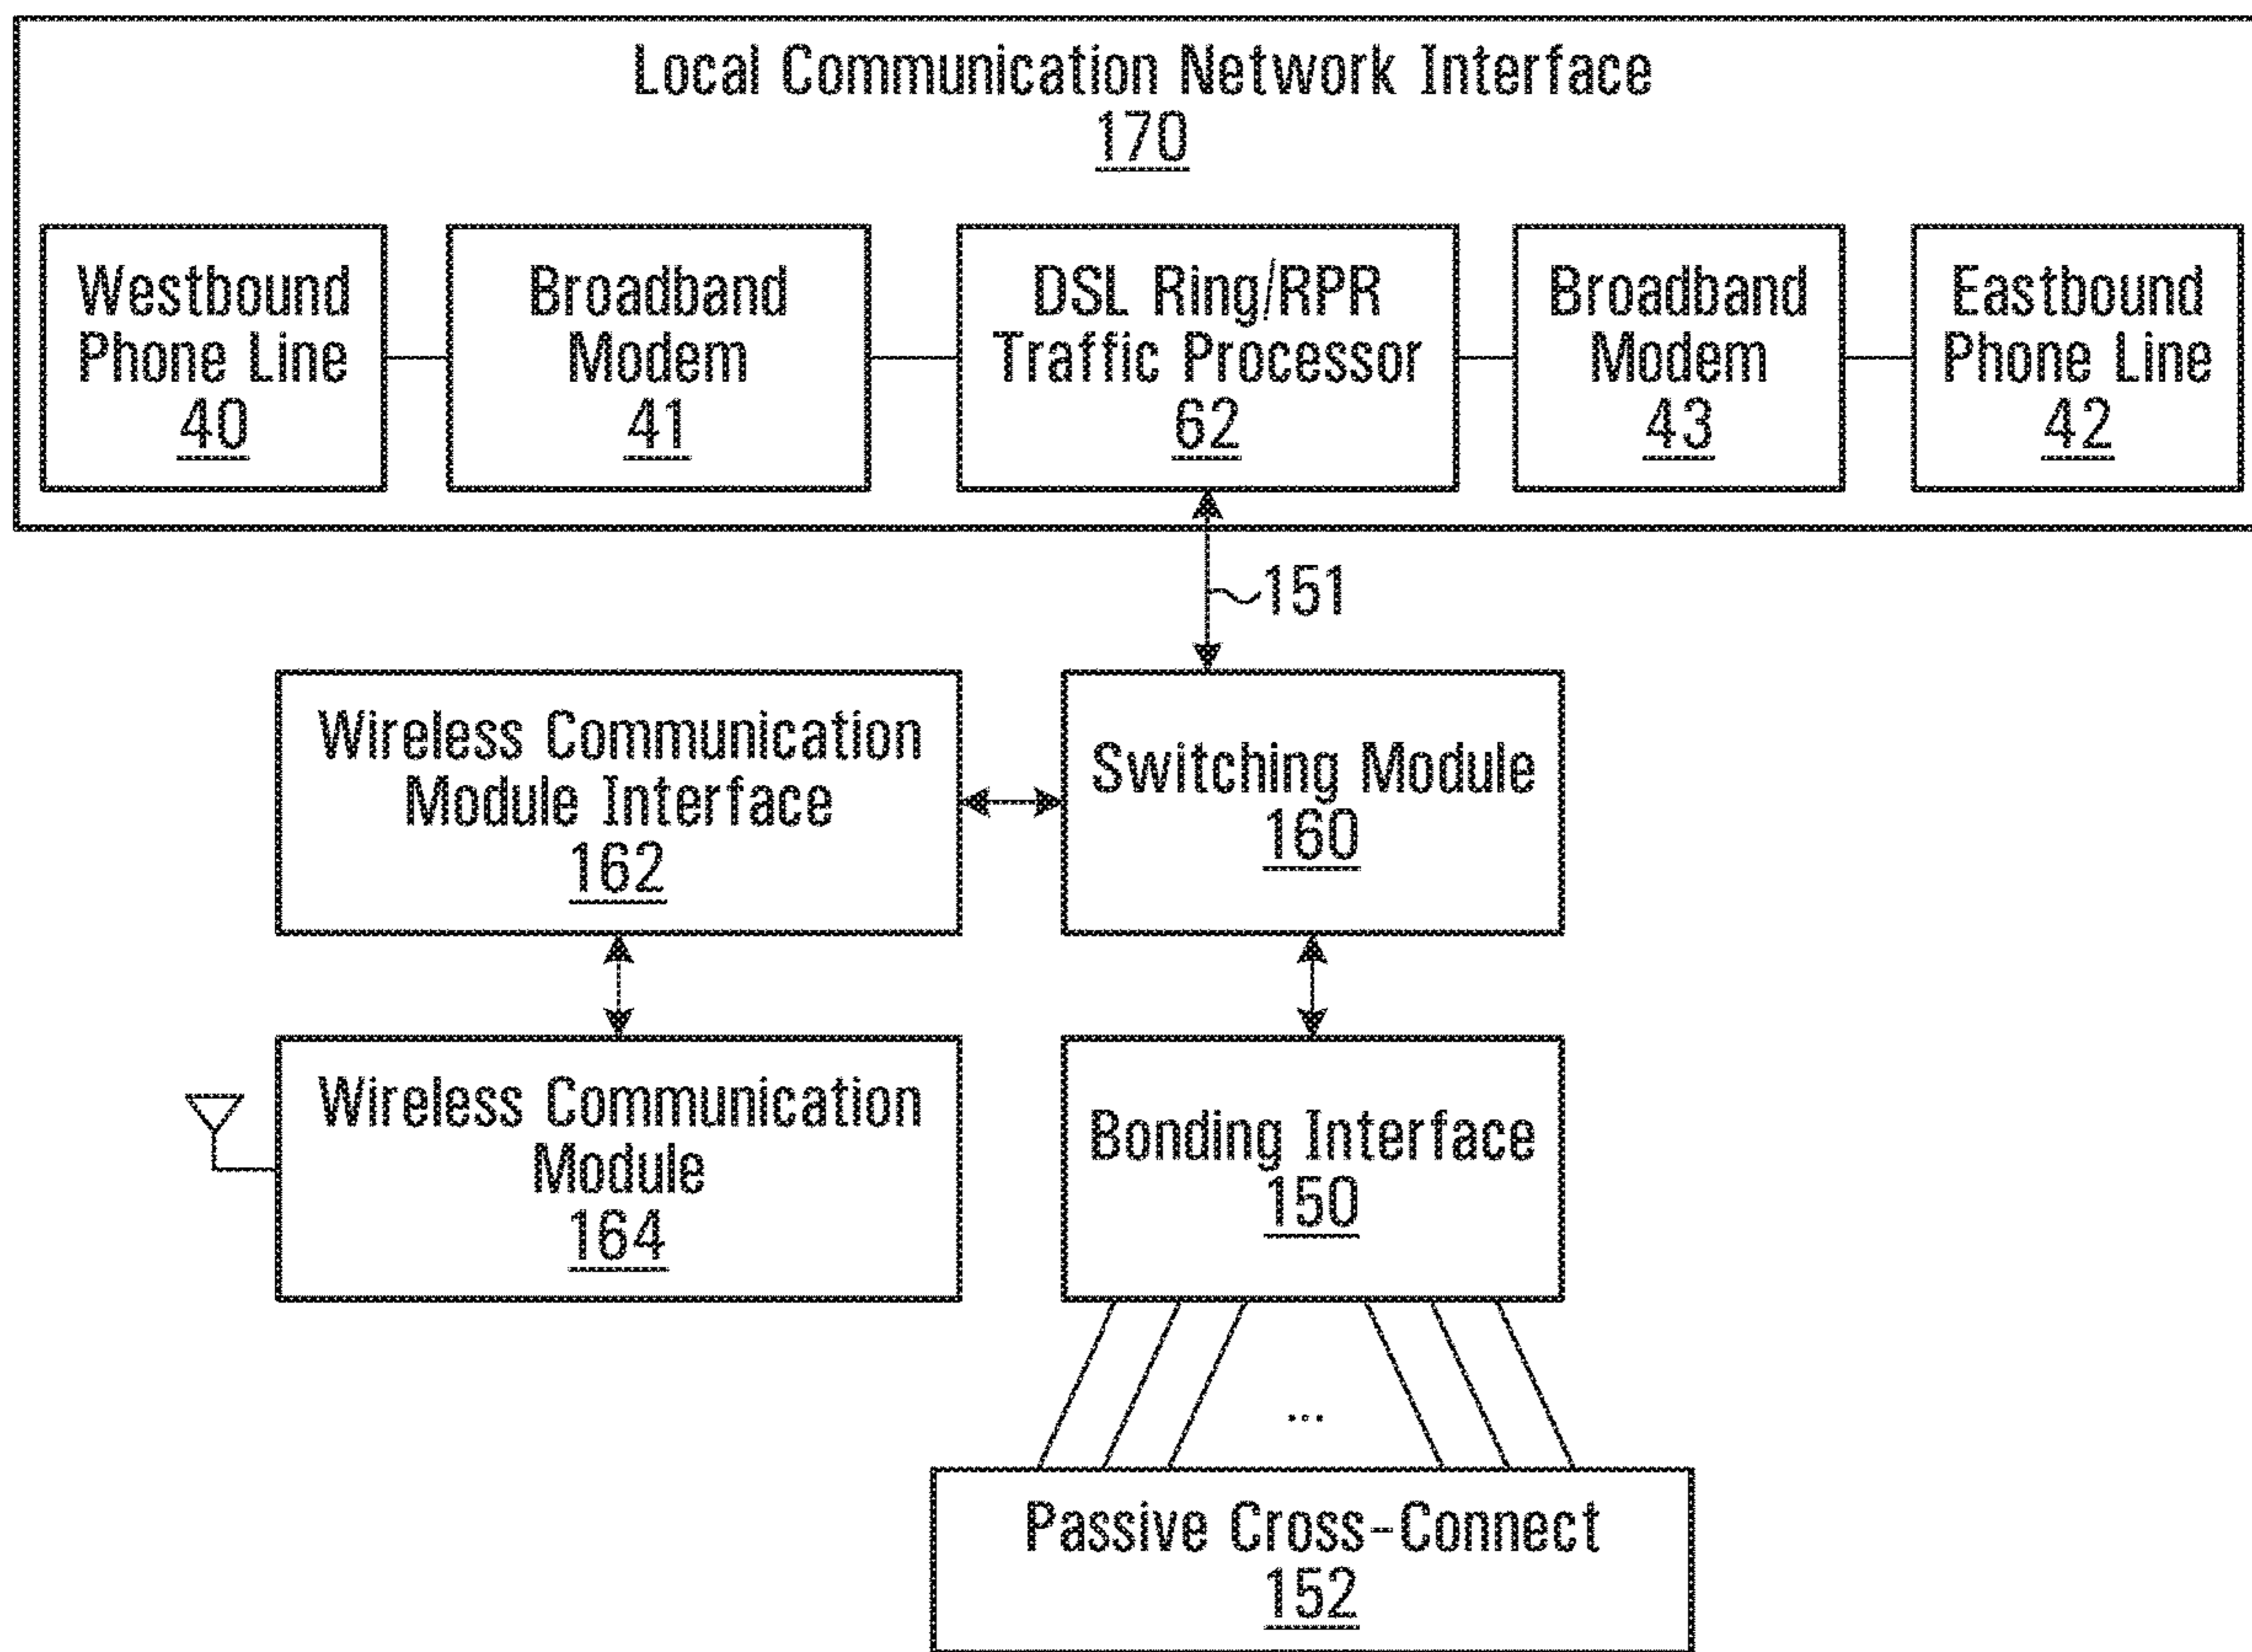 Local Communication Network Interface
170
Westbound
Phone Line
40
Broadband
Modem
41
DSL Ring/RPR
Traffic Processor
62
Broadband
Modem
43
Eastbound
Phone Line
42
151
Wireless Communication
Module Interface
162
Switching Module
160
Wireless Communication
Module
164
Bonding Interface
150
...
Passive Cross-Connect
152